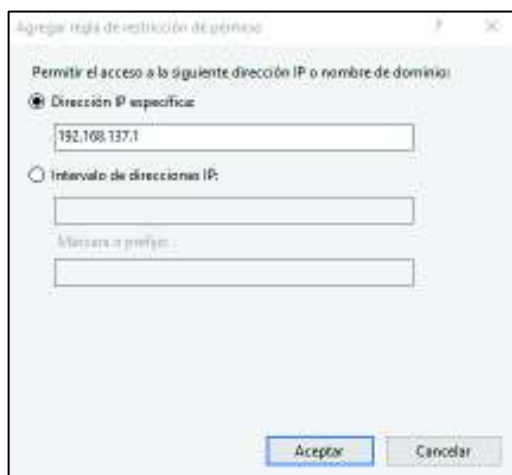 Agregar regla de restricción de permiso ? ×
Permitir el acceso a la siguiente dirección IP o nombre de dominio:
Dirección IP específica:
192.168.137.1
Intervalo de direcciones IP:
Máscara o prefijo:
Aceptar Cancelar